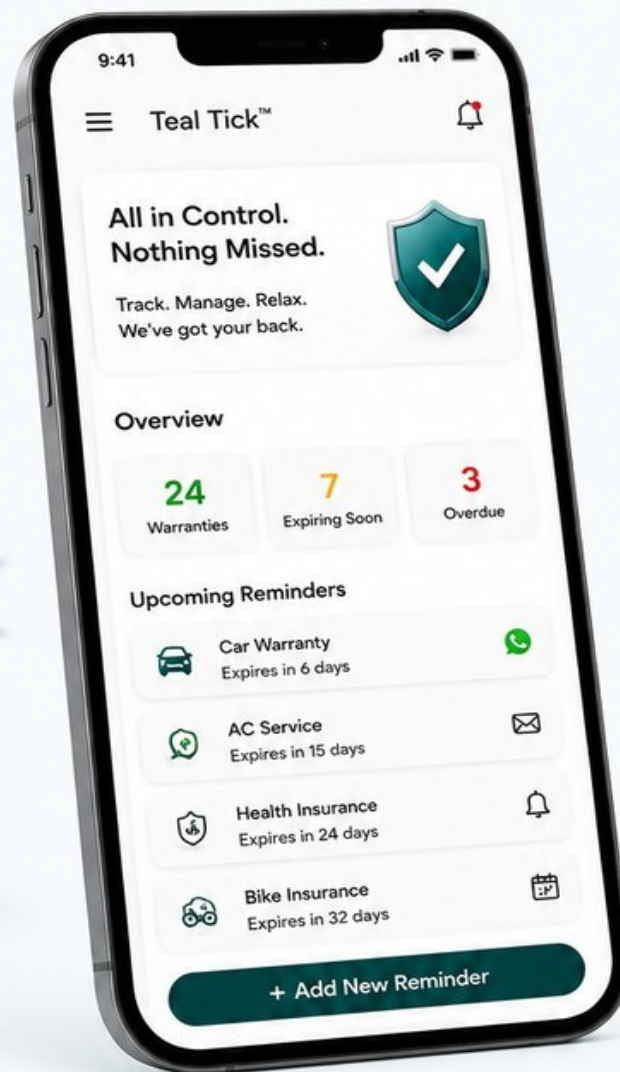 9:41
Teal Tick™
All in Control.
Nothing Missed.
Track. Manage. Relax.
We've got your back.
Overview
24
Warranties
7
Expiring Soon
3
Overdue
Upcoming Reminders
Car Warranty
Expires in 6 days
AC Service
Expires in 15 days
Health Insurance
Expires in 24 days
Bike Insurance
Expires in 32 days
+ Add New Reminder